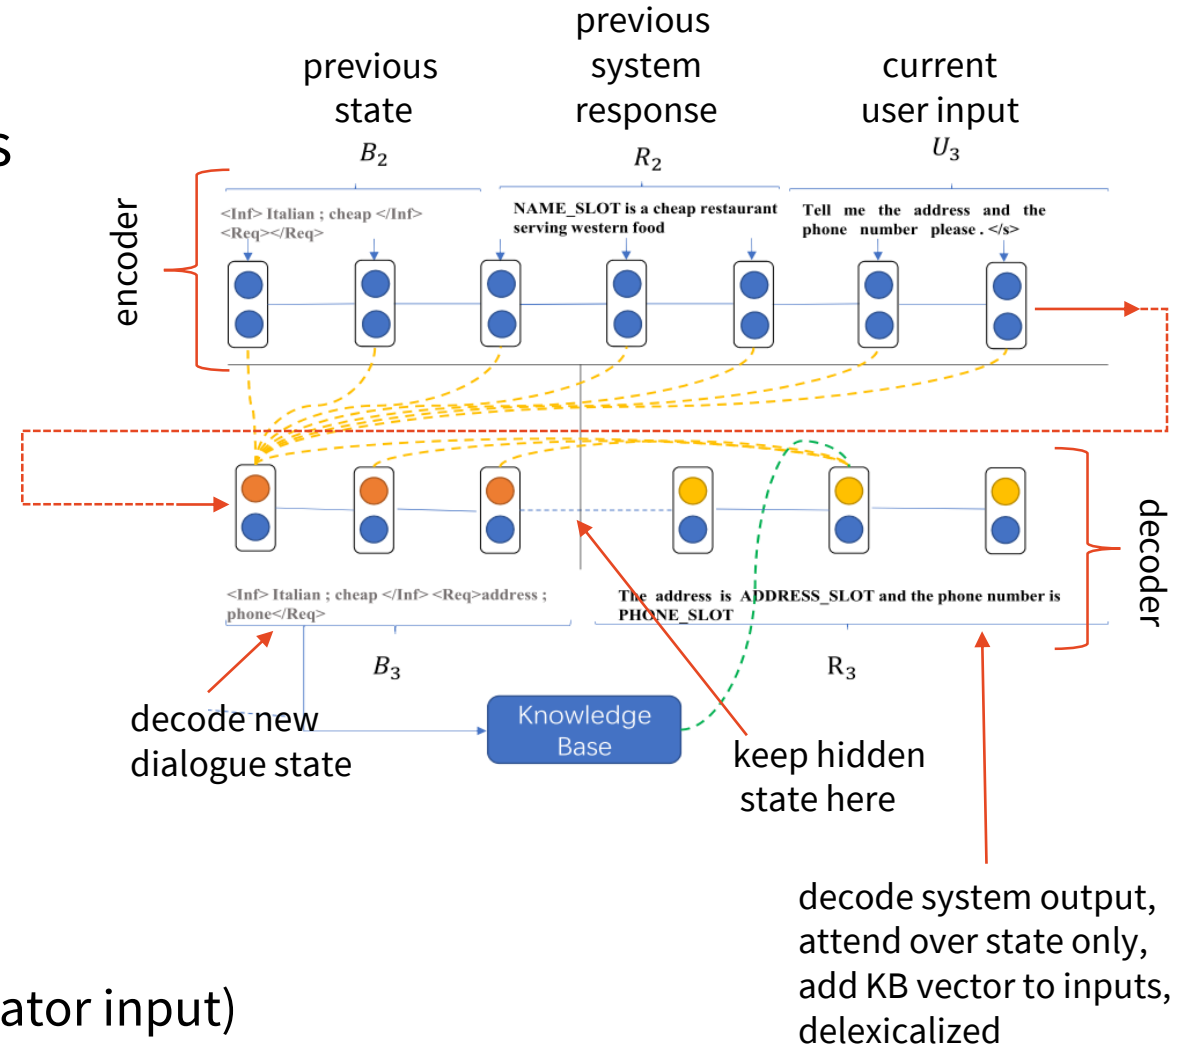 s
previous
state
B₂
previous
system
response
R₂
current
user input
U₃
encoder
<Inf> Italian ; cheap </Inf>
<Req></Req>
NAME_SLOT is a cheap restaurant
serving western food
Tell me the address and the
phone number please . </s>
decoder
<Inf> Italian ; cheap </Inf> <Req>address ;
phone</Req>
The address is ADDRESS_SLOT and the phone number is
PHONE_SLOT
B₃
R₃
decode new
dialogue state
Knowledge
Base
keep hidden
state here
decode system output,
attend over state only,
add KB vector to inputs,
delexicalized
ator input)